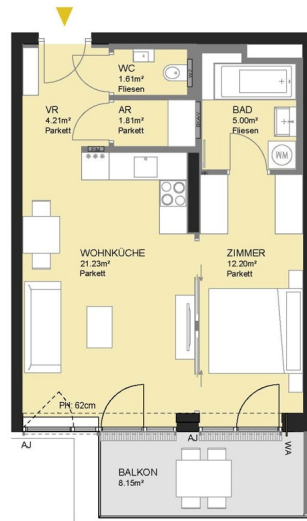 WC
1.61m²
Fliesen
VR
4.21m²
Parkett
AR
1.81m²
Parkett
BAD
5.00m²
Fliesen
WM
WOHNKÜCHE
21.23m²
Parkett
ZIMMER
12.20m²
Parkett
PH: 62cm
AJ
AJ
WA
BALKON
8.15m²